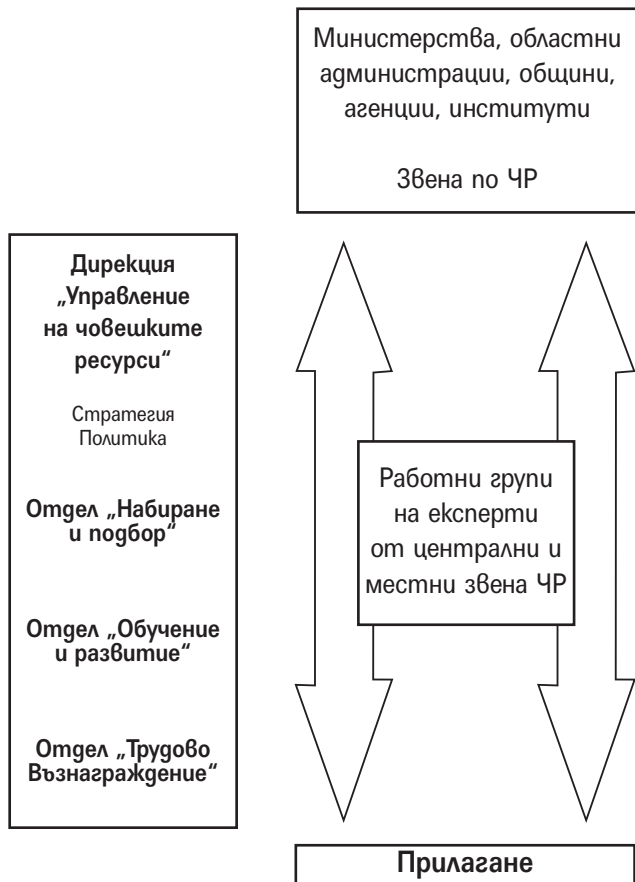 Министерства, областни
администрации, общини,
агенции, институти
Звена по ЧР
Дирекция
„Управление
на човешките
ресурси“
Стратегия
Политика
Отдел „Набиране
и подбор“
Отдел „Обучение
и развитие“
Отдел „Трудово
Възнаграждение“
Работни групи
на експерти
от централни и
местни звена ЧР
Прилагане